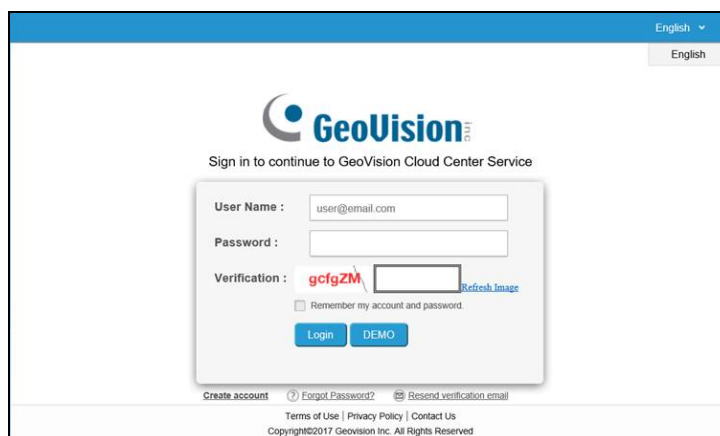 English
English
GeoVision inc
Sign in to continue to GeoVision Cloud Center Service
User Name :
user@email.com
Password :
Verification :
gcfgZM
Refresh Image
Remember my account and password.
Login DEMO
Create account ? Forgot Password? Resend verification email
Terms of Use | Privacy Policy | Contact Us
Copyright©2017 Geovision Inc. All Rights Reserved